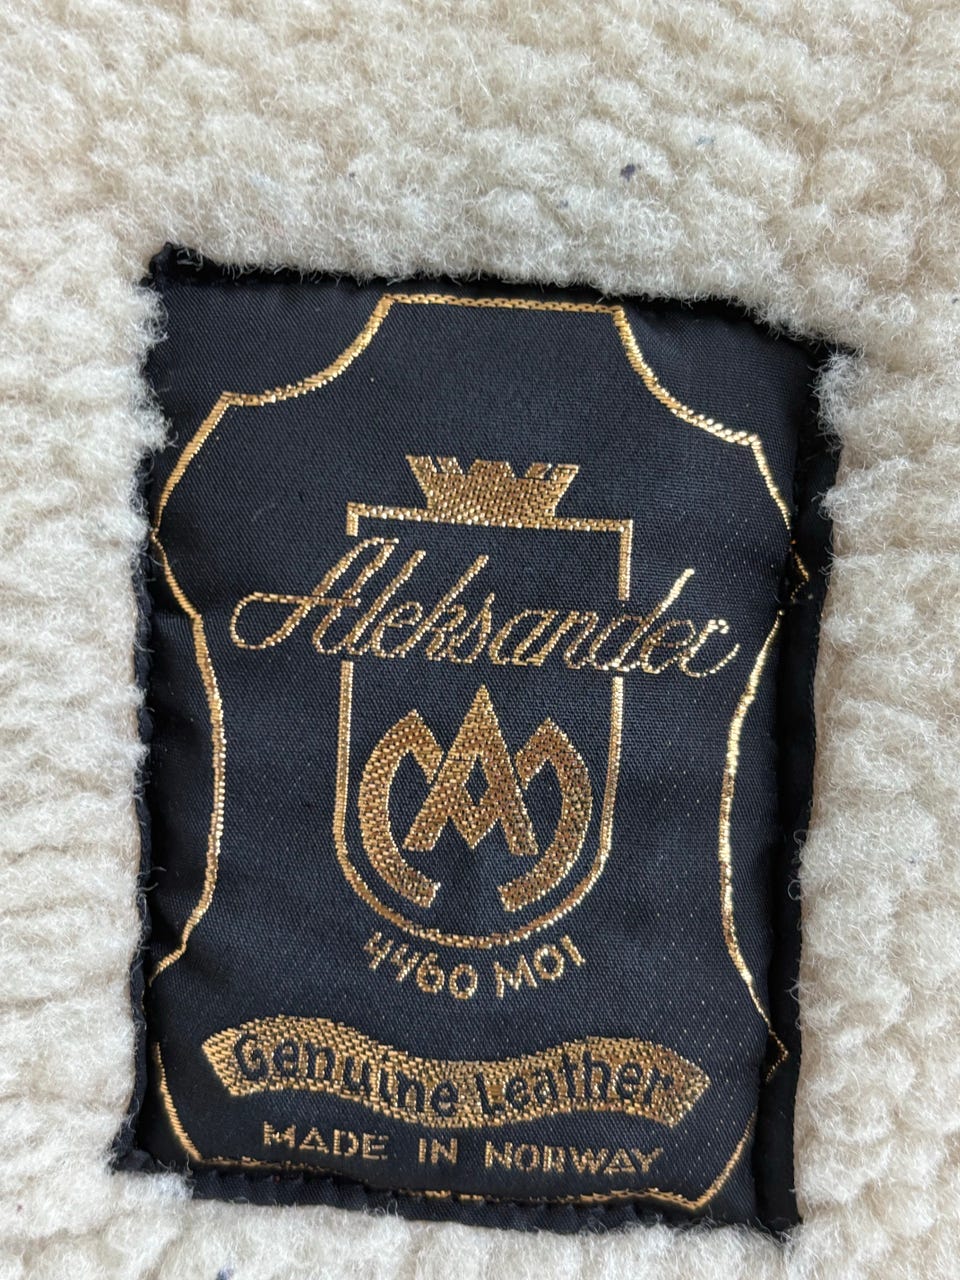 Aleksander
4460 MOI
Genuine Leather
MADE IN NORWAY